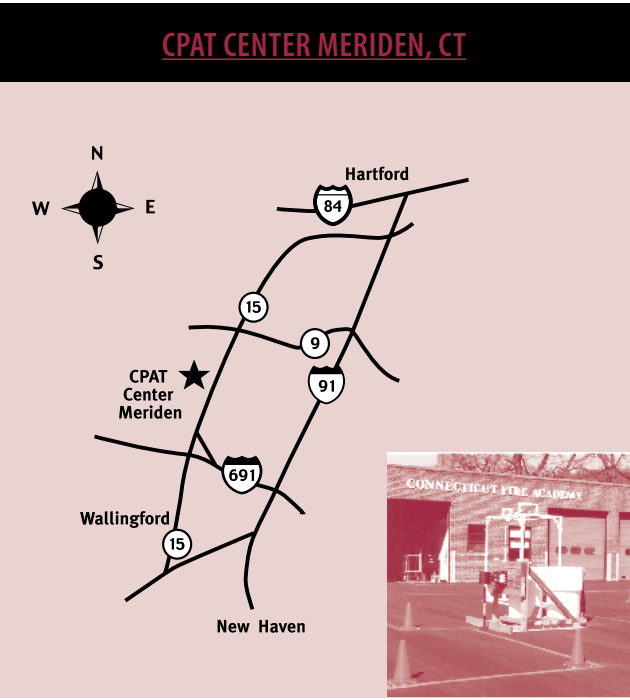 CPAT CENTER MERIDEN, CT
N
W
E
S
Hartford
84
15
9
CPAT
Center
Meriden
91
691
Wallingford
15
New Haven
CONNECTICUT FIRE ACADEMY